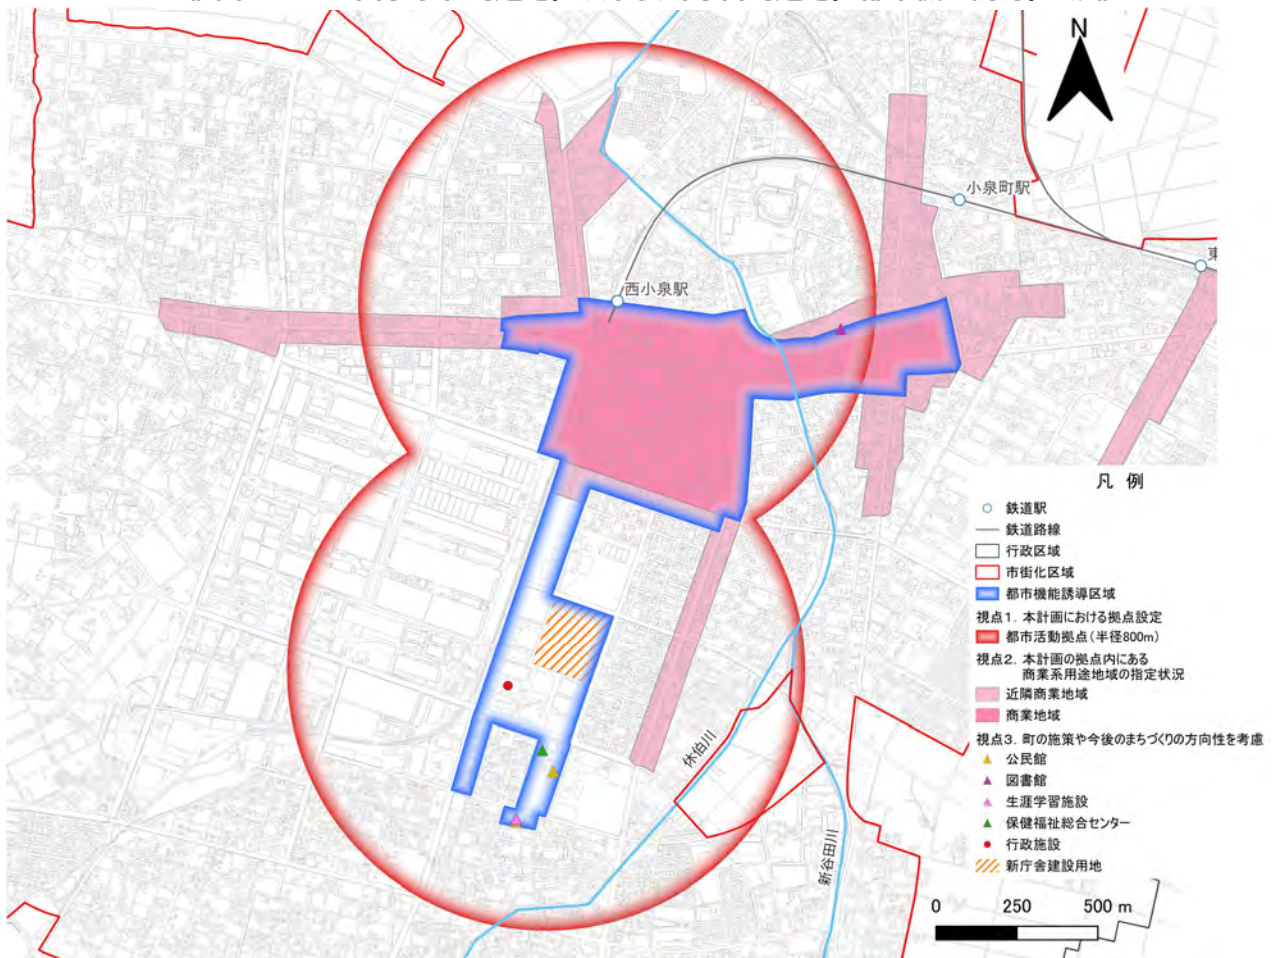 N
小泉町駅
東
西小泉駅
休伯川
新谷田川
凡 例
鉄道駅
鉄道路線
行政区域
市街化区域
都市機能誘導区域
視点1. 本計画における拠点設定
都市活動拠点(半径800m)
視点2. 本計画の拠点内にある
商業系用途地域の指定状況
近隣商業地域
商業地域
視点3. 町の施策や今後のまちづくりの方向性を考慮
公民館
図書館
生涯学習施設
保健福祉総合センター
行政施設
新庁舎建設用地
0 250 500 m